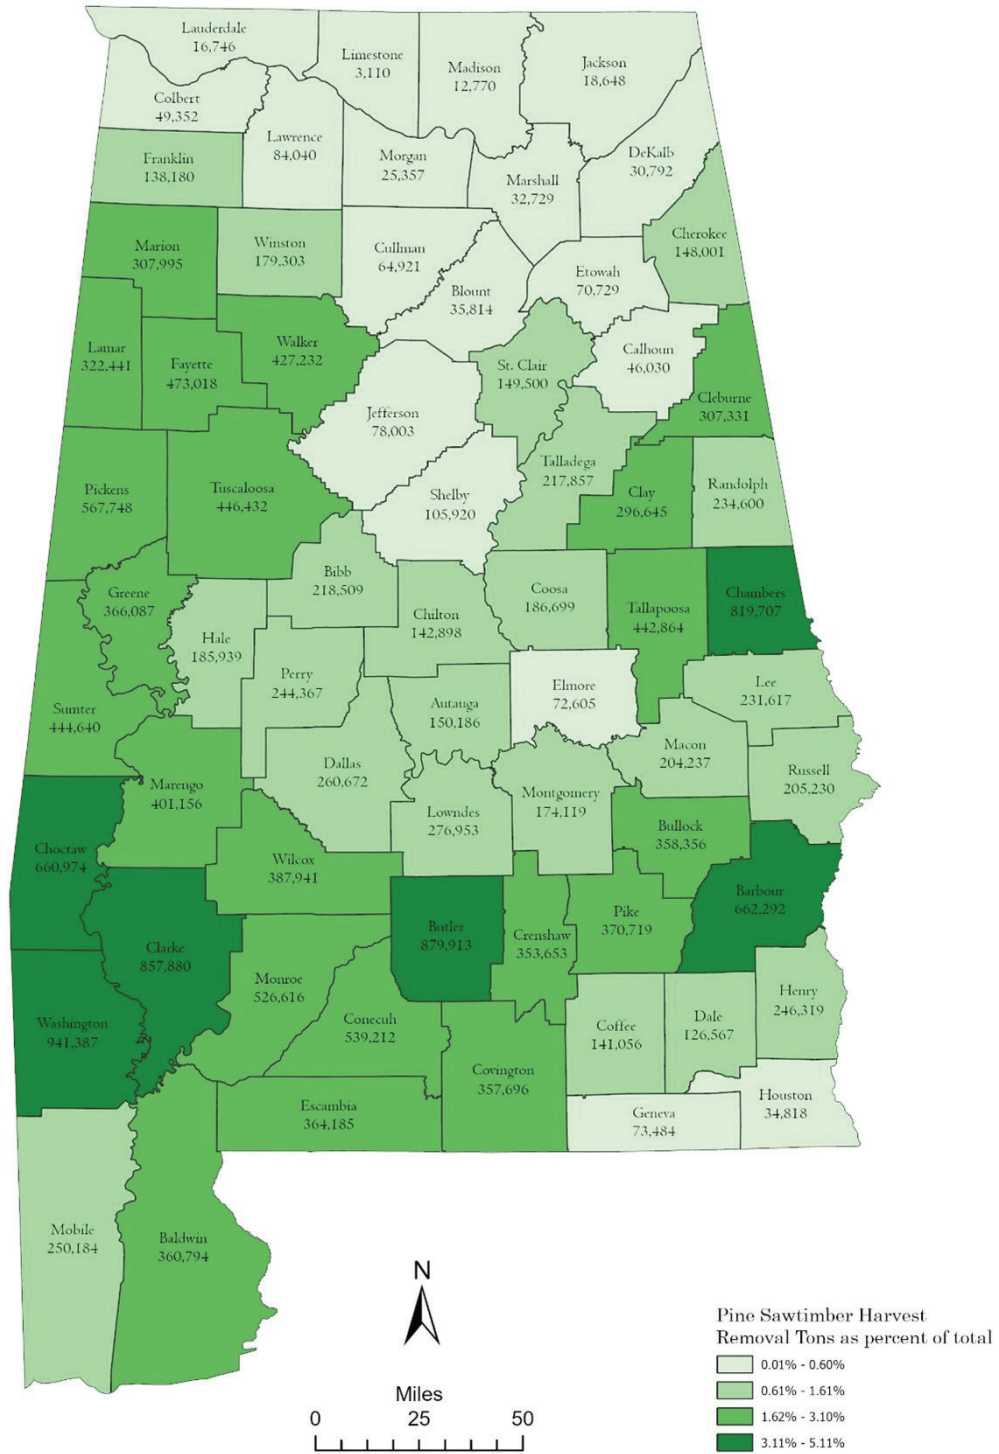 Lauderdale
16,746
Limestone
3,110
Madison
12,770
Jackson
18,648
Colbert
49,352
Lawrence
84,040
Franklin
138,180
Morgan
25,357
Marshall
32,729
DeKalb
30,792
Cherokee
148,001
Marion
307,995
Winston
179,303
Cullman
64,921
Blount
35,814
Etowah
70,729
Lamar
322,441
Fayette
473,018
Walker
427,232
St. Clair
149,500
Calhoun
46,030
Cleburne
307,331
Jefferson
78,003
Talladega
217,857
Pickens
567,748
Tuscaloosa
446,432
Shelby
105,920
Clay
296,645
Randolph
234,600
Greene
366,087
Bibb
218,509
Chilton
142,898
Coosa
186,699
Tallapoosa
442,864
Chambers
819,707
Hale
185,939
Perry
244,367
Autauga
150,186
Elmore
72,605
Lee
231,617
Sumter
444,640
Marengo
401,156
Dallas
260,672
Lowndes
276,953
Montgomery
174,119
Macon
204,237
Russell
205,230
Bullock
358,356
Choctaw
660,974
Wilcox
387,941
Barbour
662,292
Clarke
857,880
Butler
879,913
Crenshaw
353,653
Pike
370,719
Monroe
526,616
Henry
246,319
Washington
941,387
Conecuh
539,212
Coffee
141,056
Dale
126,567
Covington
357,696
Escambia
364,185
Geneva
73,484
Houston
34,818
Mobile
250,184
Baldwin
360,794
N
Miles
0 25 50
Pine Sawtimber Harvest
Removal Tons as percent of total
0.01% - 0.60%
0.61% - 1.61%
1.62% - 3.10%
3.11% - 5.11%